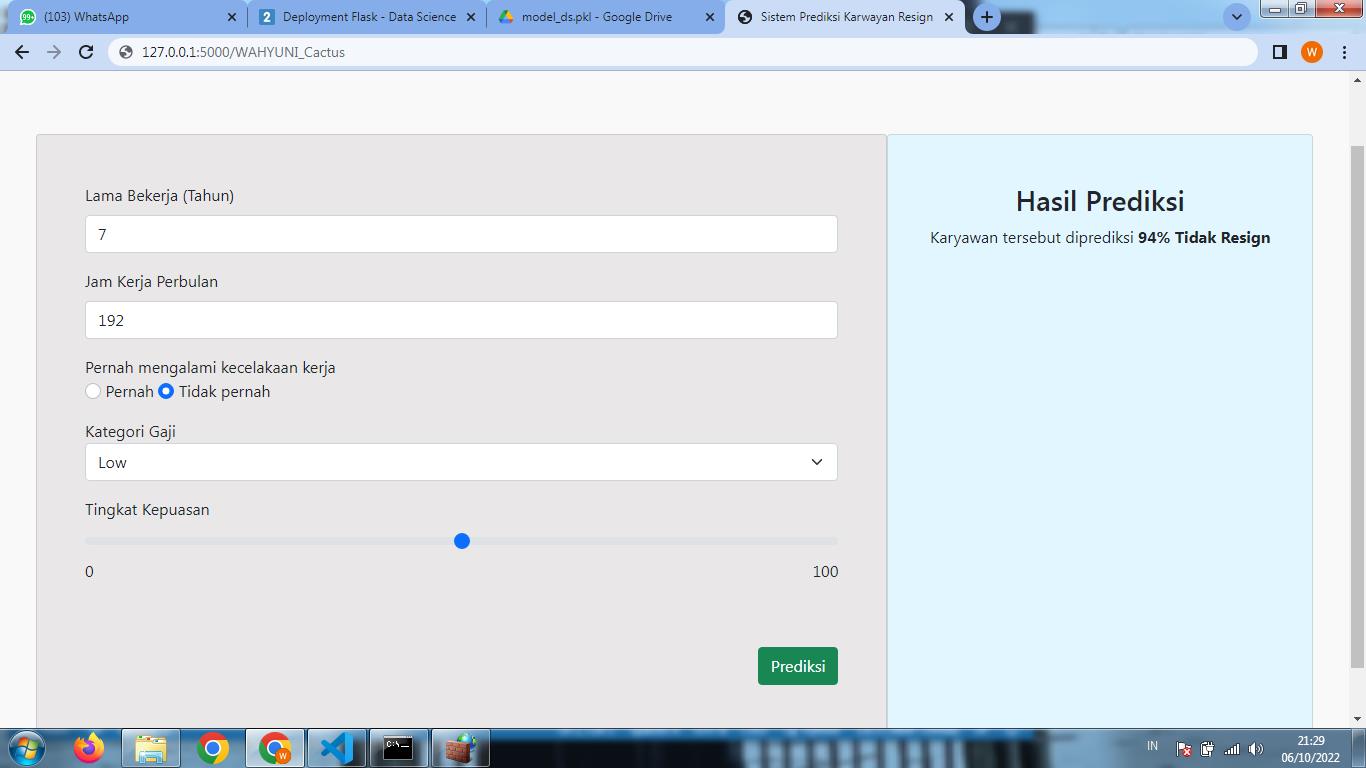 (103) WhatsApp
Deployment Flask - Data Science
model_ds.pkl - Google Drive
Sistem Prediksi Karwayan Resign
127.0.0.1:5000/WAHYUNI_Cactus
W
Lama Bekerja (Tahun)
7
Jam Kerja Perbulan
192
Pernah mengalami kecelakaan kerja
Pernah Tidak pernah
Kategori Gaji
Low
Tingkat Kepuasan
0 100
Prediksi
Hasil Prediksi
Karyawan tersebut diprediksi 94% Tidak Resign
IN
21:29
06/10/2022